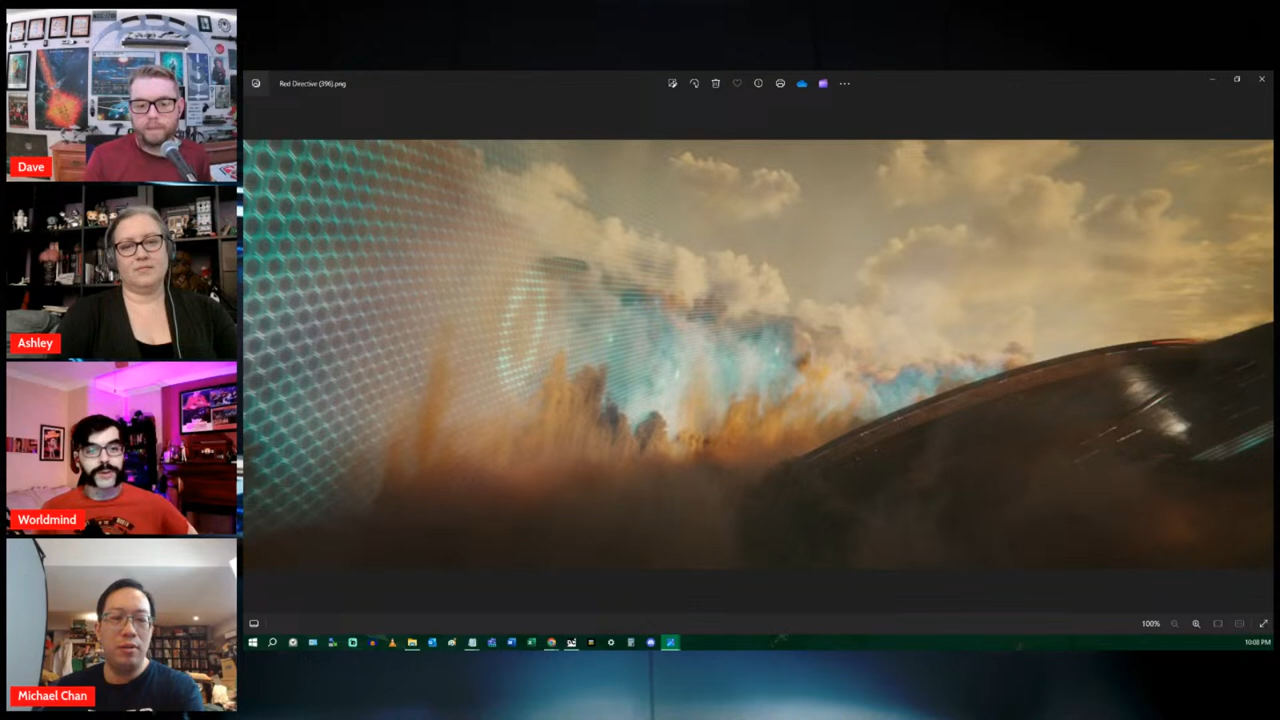 Dave
Ashley
Worldmind
Michael Chan
Red Directive (396).png
100%
10:08 PM